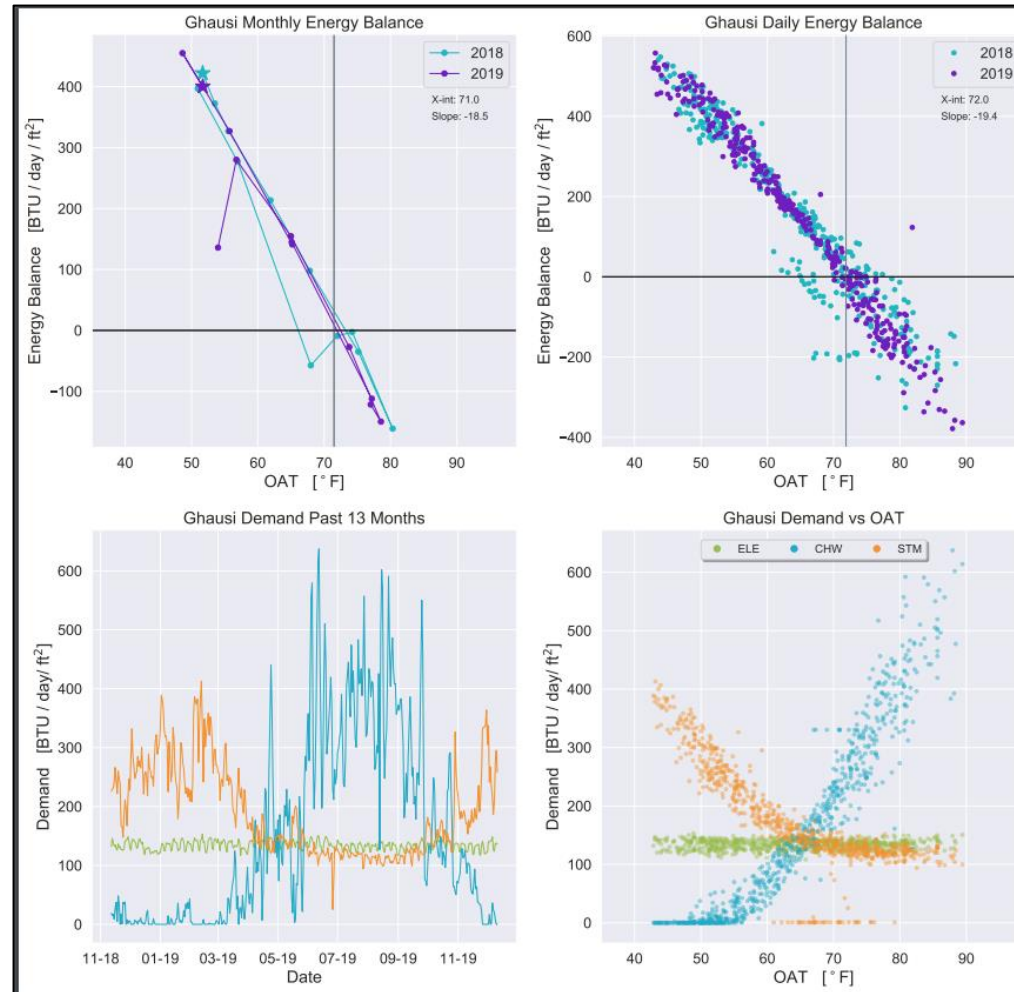 Ghausi Monthly Energy Balance
2018
2019
X-int: 71.0
Slope: -18.5
Energy Balance [BTU / day / ft²]
400
300
200
100
0
−100
40 50 60 70 80 90
OAT [°F]
Ghausi Daily Energy Balance
2018
2019
X-int: 72.0
Slope: -19.4
Energy Balance [BTU / day / ft²]
600
400
200
0
−200
−400
40 50 60 70 80 90
OAT [°F]
Ghausi Demand Past 13 Months
Demand [BTU / day/ ft²]
600
500
400
300
200
100
0
11-18 01-19 03-19 05-19 07-19 09-19 11-19
Date
Ghausi Demand vs OAT
ELE CHW STM
Demand [BTU / day/ ft²]
600
500
400
300
200
100
0
40 50 60 70 80 90
OAT [°F]